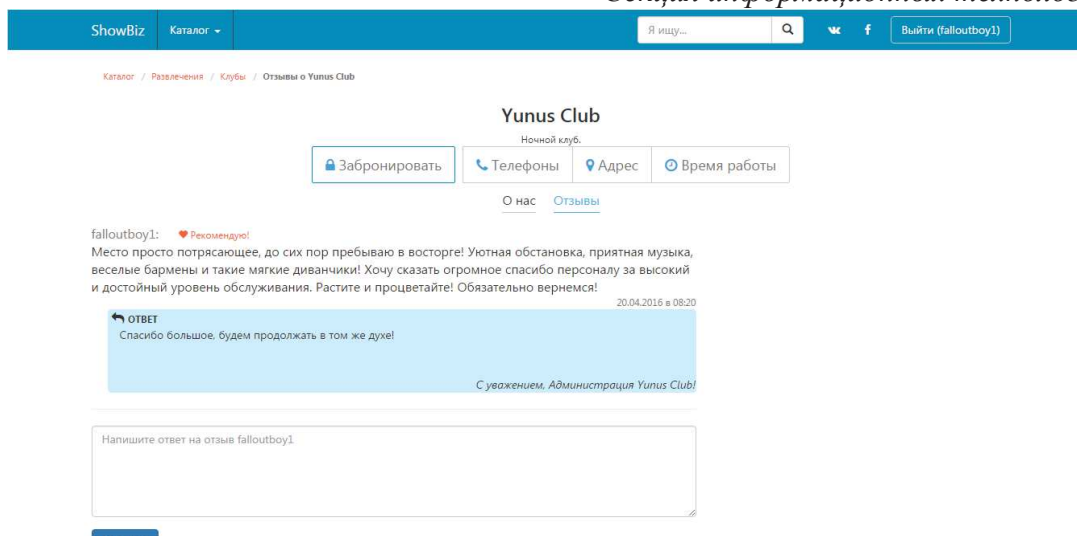 Секция информационной
ShowBiz Каталог Я ищу... Выйти (falloutboy1)
Каталог / Развлечения / Клубы / Отзывы о Yunus Club
Yunus Club
Ночной клуб.
Забронировать Телефоны Адрес Время работы
О нас Отзывы
falloutboy1: Рекомендую!
Место просто потрясающее, до сих пор пребываю в восторге! Уютная обстановка, приятная музыка,
веселые бармены и такие мягкие диванчики! Хочу сказать огромное спасибо персоналу за высокий
и достойный уровень обслуживания. Растите и процветайте! Обязательно вернемся!
20.04.2016 в 08:20
ОТВЕТ
Спасибо большое, будем продолжать в том же духе!
С уважением, Администрация Yunus Club!
Напишите ответ на отзыв falloutboy1